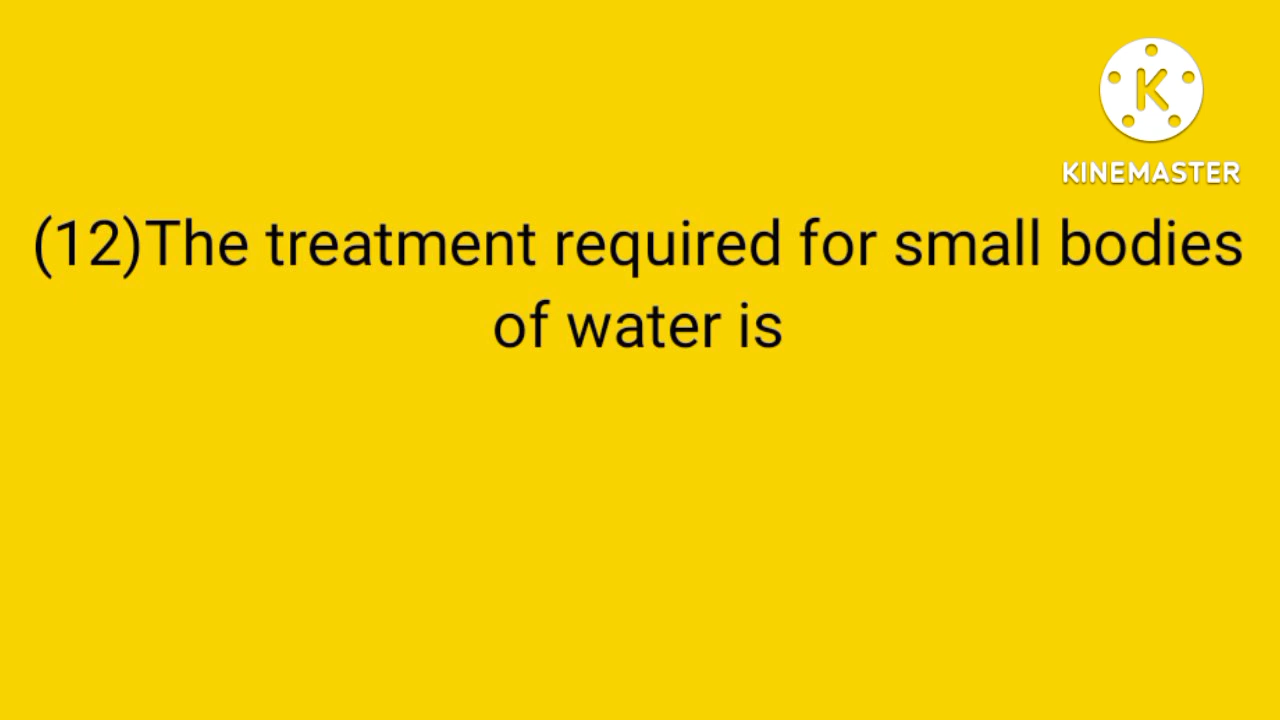 K
KINEMASTER
(12)The treatment required for small bodies
of water is